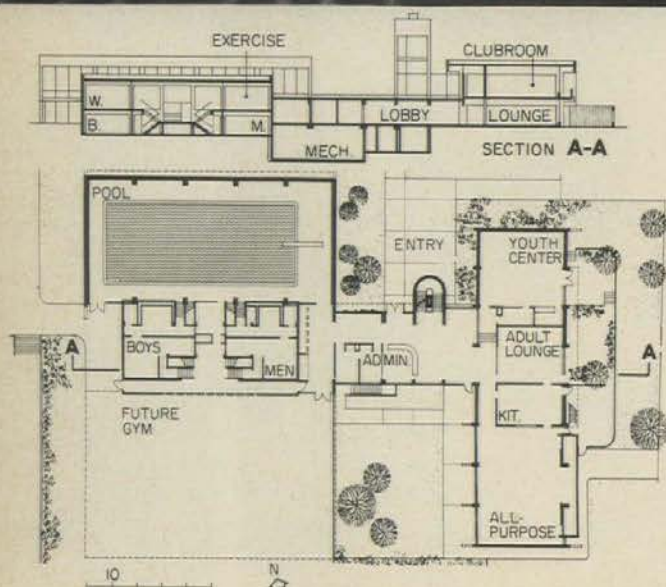 EXERCISE
CLUBROOM
W.
LOBBY
LOUNGE
B.
M.
MECH.
SECTION A-A
POOL
ENTRY
YOUTH
CENTER
A
BOYS
MEN
ADMIN
ADULT
LOUNGE
A
KIT.
FUTURE
GYM
ALL-
PURPOSE
10
N